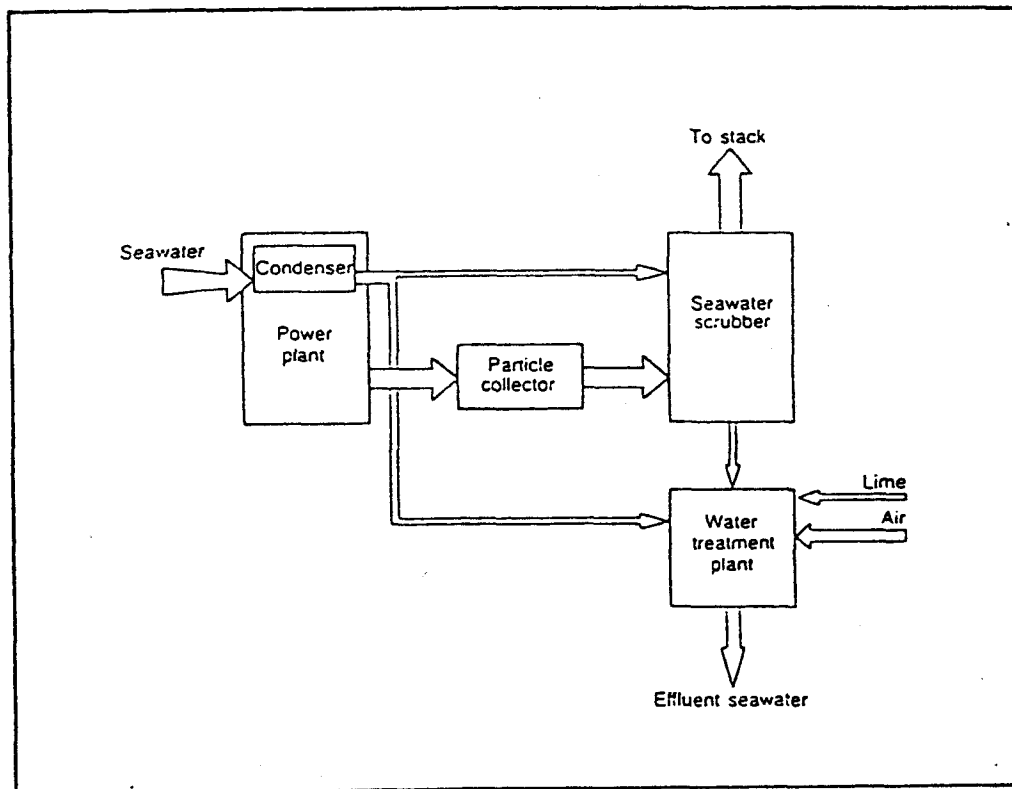 To stack
Seawater
Condenser
Seawater
scrubber
Power
plant
Particle
collector
Lime
Air
Water
treatment
plant
Effluent seawater